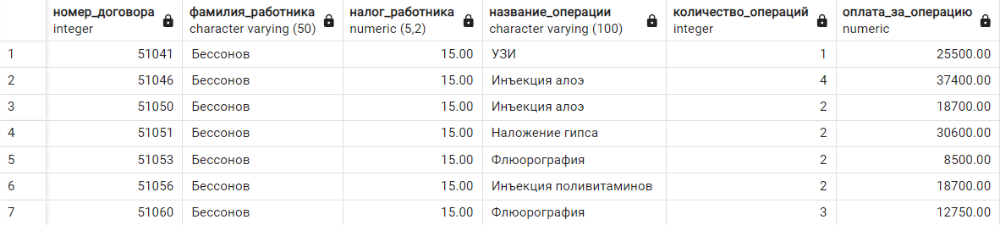 номер_договора фамилия_работника налог_работника название_операции количество_операций оплата_за_операцию
integer character varying (50) numeric (5,2) character varying (100) integer numeric
1 51041 Бессонов 15.00 УЗИ 1 25500.00
2 51046 Бессонов 15.00 Инъекция алоэ 4 37400.00
3 51050 Бессонов 15.00 Инъекция алоэ 2 18700.00
4 51051 Бессонов 15.00 Наложение гипса 2 30600.00
5 51053 Бессонов 15.00 Флюорография 2 8500.00
6 51056 Бессонов 15.00 Инъекция поливитаминов 2 18700.00
7 51060 Бессонов 15.00 Флюорография 3 12750.00